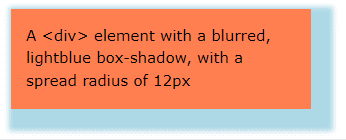 A <div> element with a blurred,
lightblue box-shadow, with a
spread radius of 12px